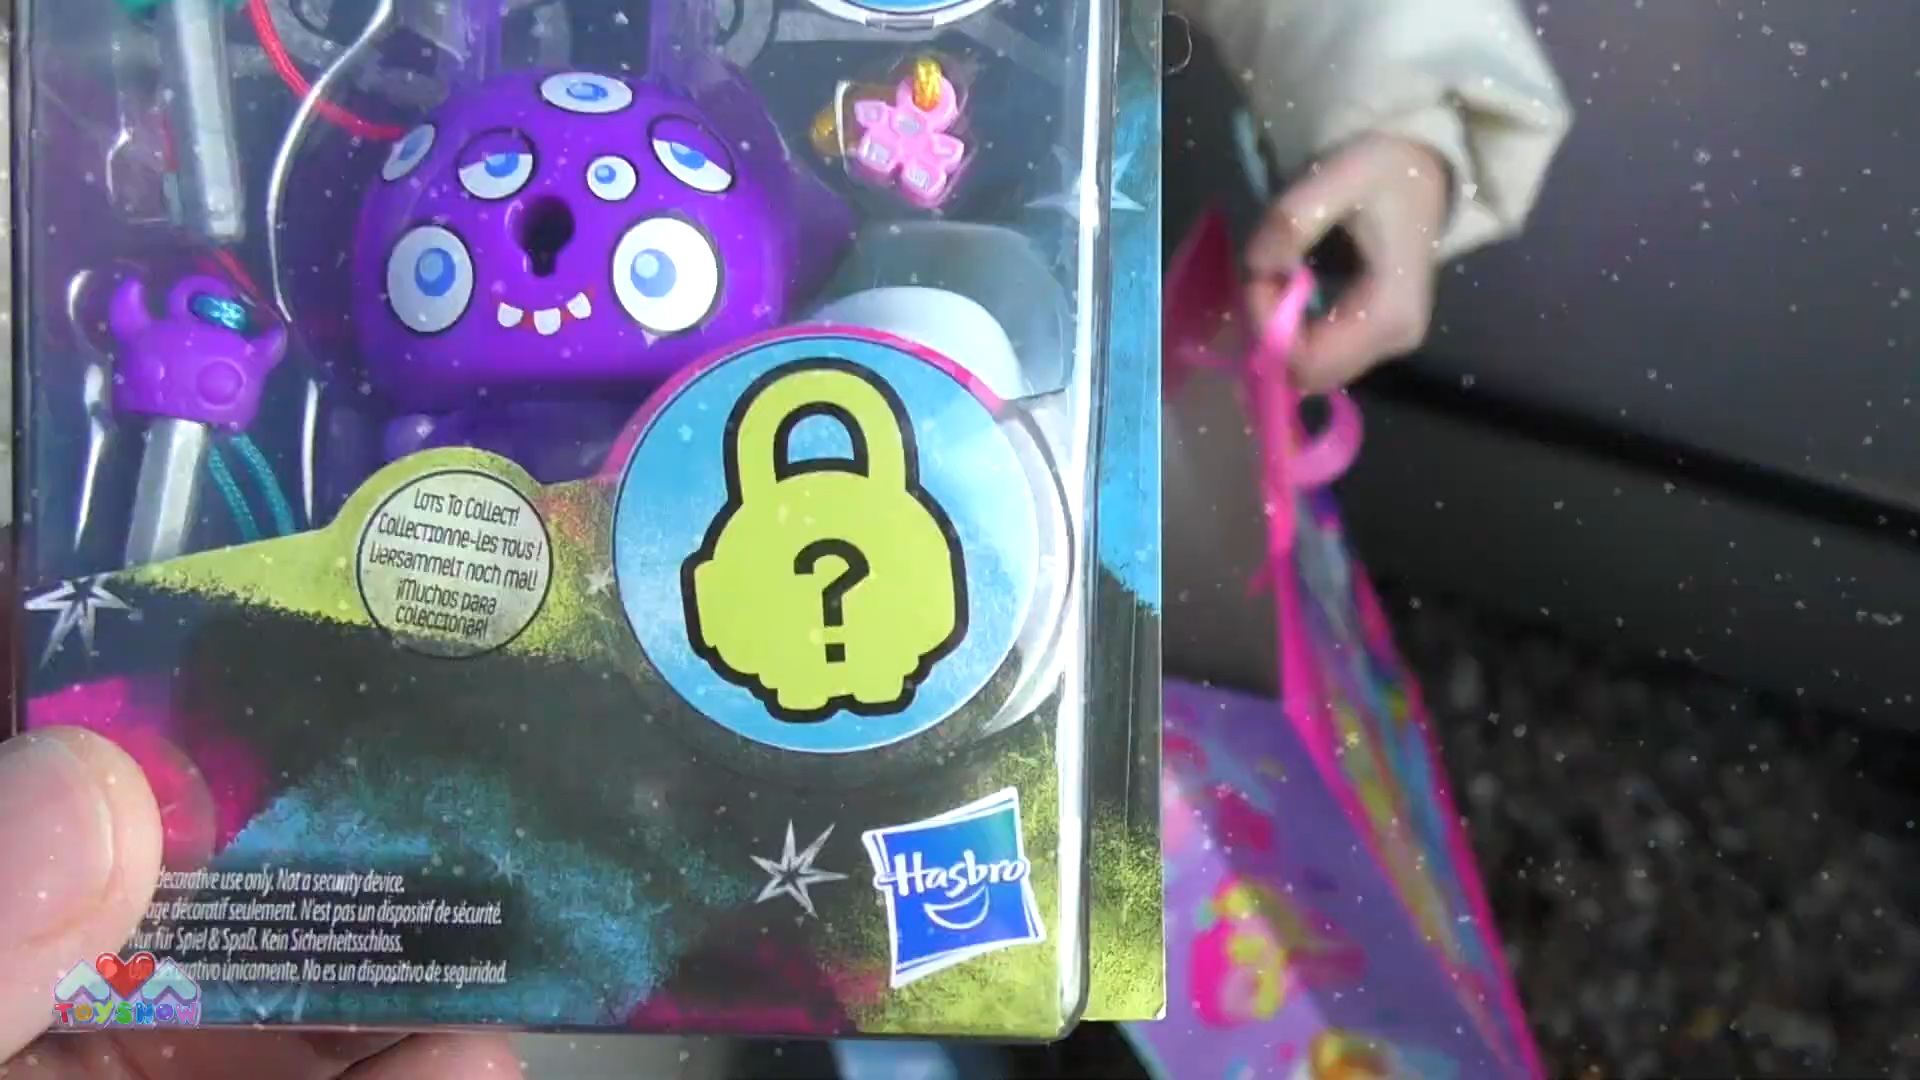 LOTS TO COLLECT!
COLLECTIONNE-LES TOUS !
VERSAMMELT NOCH MAL!
¡MUCHOS PARA
COLECCIONAR!
?
Hasbro
decorative use only. Not a security device.
age décoratif seulement. N'est pas un dispositif de sécurité.
Nur für Spiel & Spaß. Kein Sicherheitsschloss.
únicamente. No es un dispositivo de seguridad.
TOYSHOW